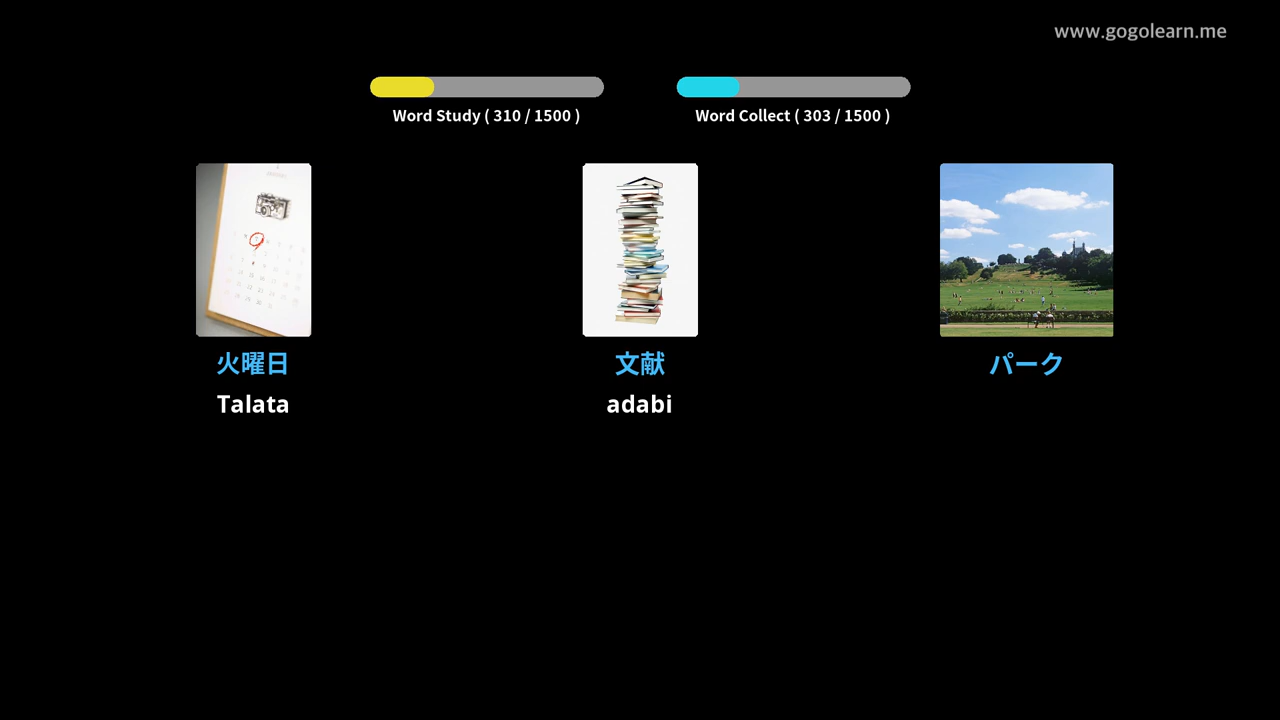 www.gogolearn.me
Word Study ( 310 / 1500 )
Word Collect ( 303 / 1500 )
火曜日
文献
パーク
Talata
adabi